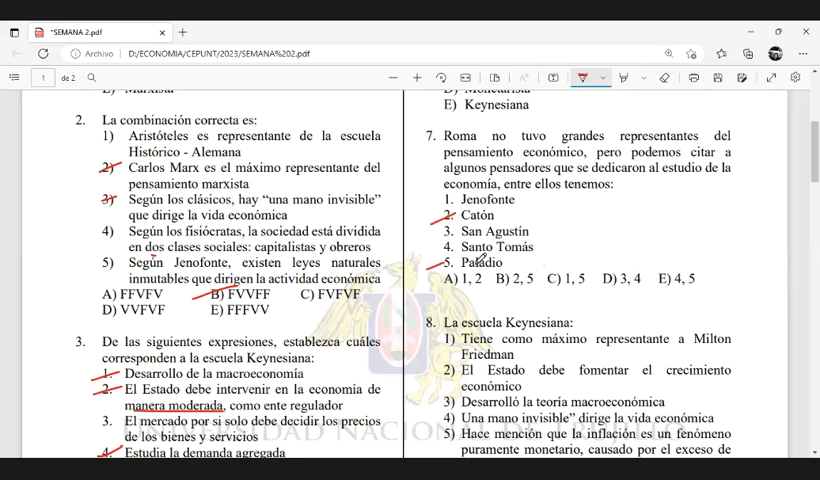 *SEMANA 2.pdf
Archivo
D:/ECONOMIA/CEPUNT/2023/SEMANA%202.pdf
1
de 2
E) Marxista
2. La combinación correcta es:
1) Aristóteles es representante de la escuela
Histórico - Alemana
2) Carlos Marx es el máximo representante del
pensamiento marxista
3) Según los clásicos, hay “una mano invisible”
que dirige la vida económica
4) Según los fisiócratas, la sociedad está dividida
en dos clases sociales: capitalistas y obreros
5) Según Jenofonte, existen leyes naturales
inmutables que dirigen la actividad económica
A) FFVFV B) FVVFF C) FVFVF
D) VVFVF E) FFFVV
3. De las siguientes expresiones, establezca cuáles
corresponden a la escuela Keynesiana:
1. Desarrollo de la macroeconomía
2. El Estado debe intervenir en la economía de
manera moderada, como ente regulador
3. El mercado por si solo debe decidir los precios
de los bienes y servicios
4. Estudia la demanda agregada
D) Monetarista
E) Keynesiana
7. Roma no tuvo grandes representantes del
pensamiento económico, pero podemos citar a
algunos pensadores que se dedicaron al estudio de la
economía, entre ellos tenemos:
1. Jenofonte
2. Catón
3. San Agustín
4. Santo Tomás
5. Paladio
A) 1, 2 B) 2, 5 C) 1, 5 D) 3, 4 E) 4, 5
8. La escuela Keynesiana:
1) Tiene como máximo representante a Milton
Friedman
2) El Estado debe fomentar el crecimiento
económico
3) Desarrolló la teoría macroeconómica
4) Una mano invisible” dirige la vida económica
5) Hace mención que la inflación es un fenómeno
puramente monetario, causado por el exceso de